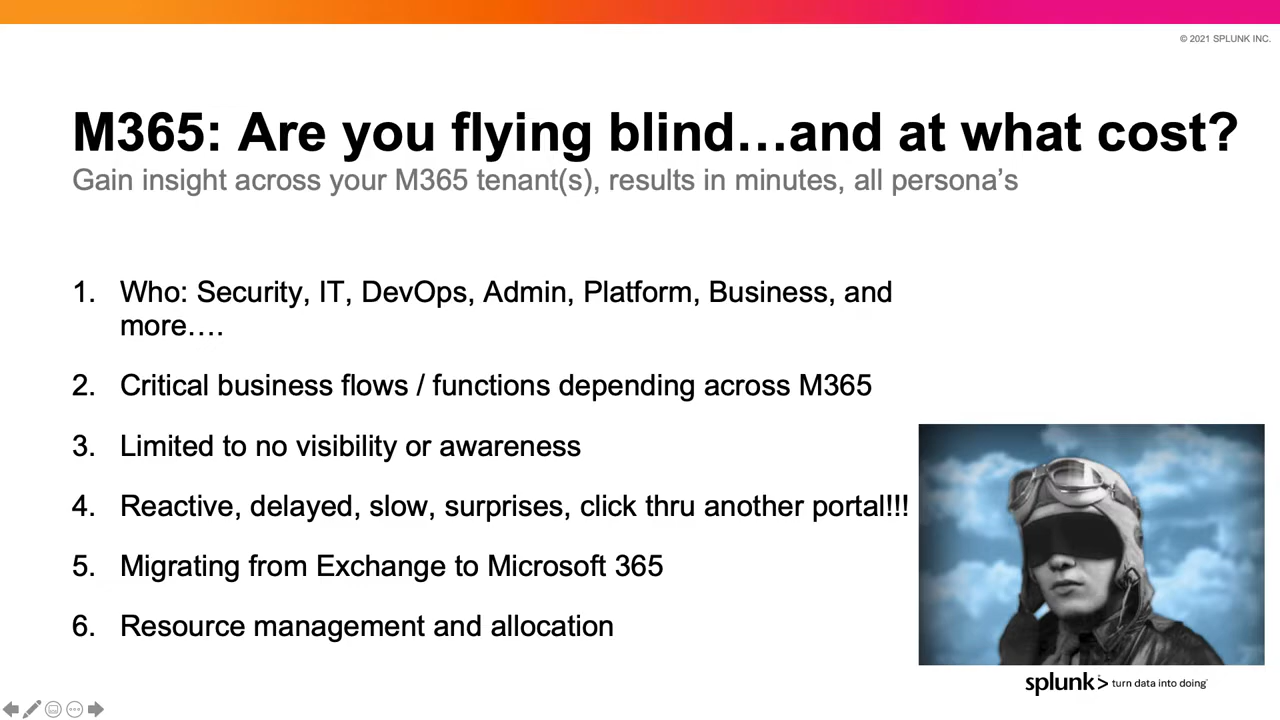 © 2021 SPLUNK INC.
M365: Are you flying blind…and at what cost?
Gain insight across your M365 tenant(s), results in minutes, all persona’s
1. Who: Security, IT, DevOps, Admin, Platform, Business, and
more….
2. Critical business flows / functions depending across M365
3. Limited to no visibility or awareness
4. Reactive, delayed, slow, surprises, click thru another portal!!!
5. Migrating from Exchange to Microsoft 365
6. Resource management and allocation
splunk> turn data into doing™